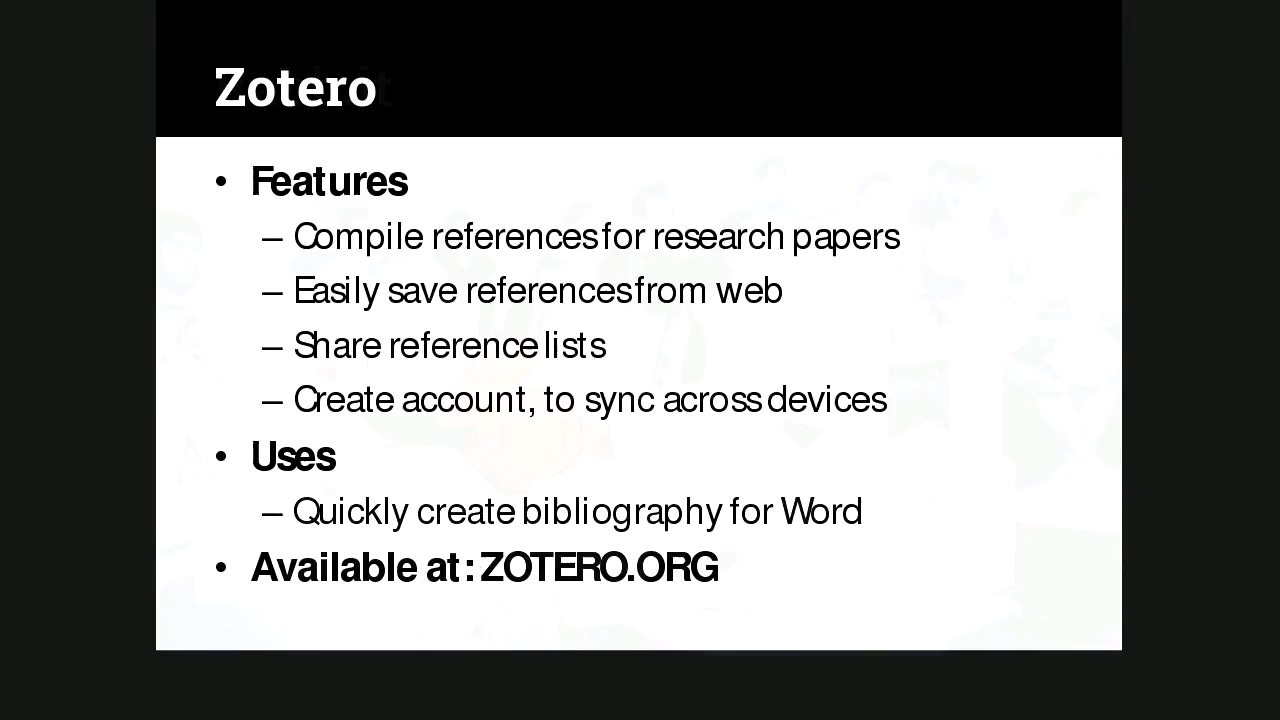 Zotero
• Features
– Compile references for research papers
– Easily save references from web
– Share reference lists
– Create account, to sync across devices
• Uses
– Quickly create bibliography for Word
• Available at: ZOTERO.ORG